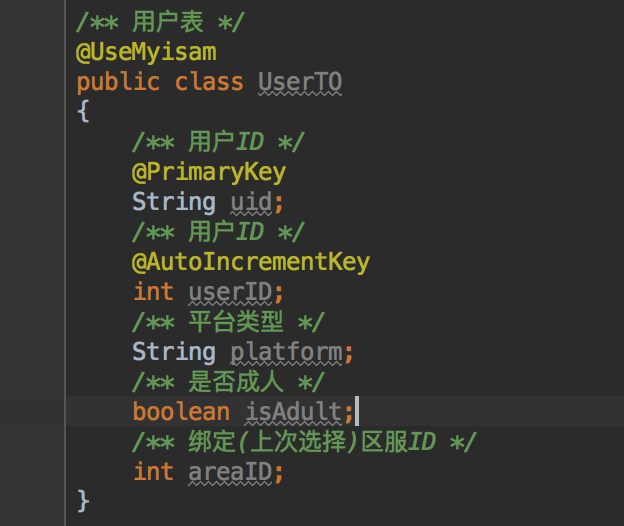 /** 用户表 */
@UseMyisam
public class UserTO
{
/** 用户ID */
@PrimaryKey
String uid;
/** 用户ID */
@AutoIncrementKey
int userID;
/** 平台类型 */
String platform;
/** 是否成人 */
boolean isAdult;
/** 绑定(上次选择)区服ID */
int areaID;
}